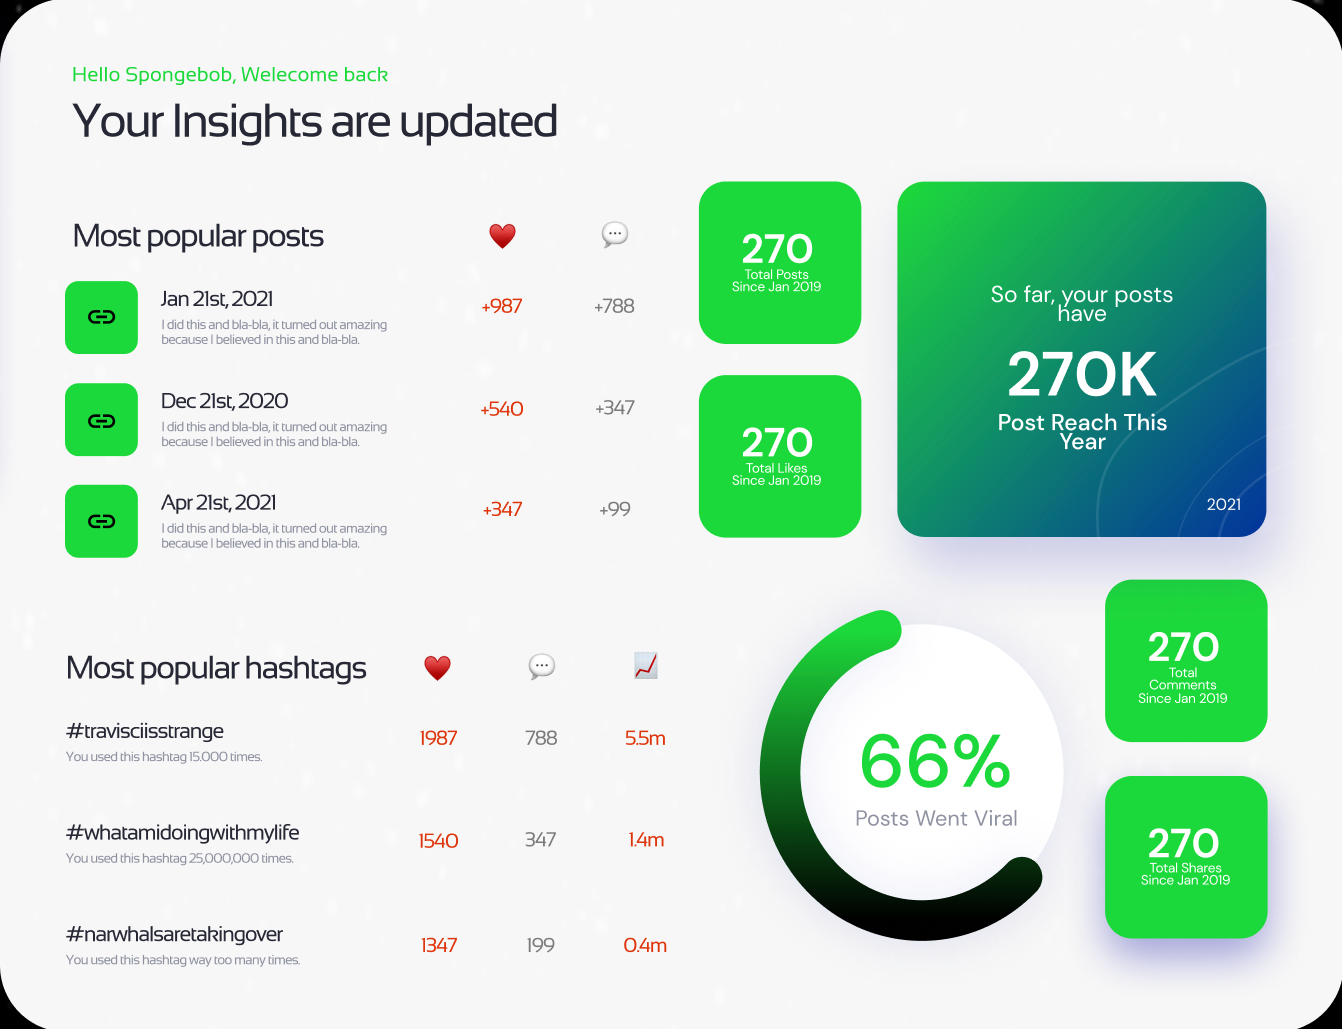 Hello Spongebob, Welecome back
Your Insights are updated
Most popular posts
Jan 21st, 2021
I did this and bla-bla, it turned out amazing
because I believed in this and bla-bla.
+987
+788
Dec 21st, 2020
I did this and bla-bla, it turned out amazing
because I believed in this and bla-bla.
+540
+347
Apr 21st, 2021
I did this and bla-bla, it turned out amazing
because I believed in this and bla-bla.
+347
+99
270
Total Posts
Since Jan 2019
270
Total Likes
Since Jan 2019
So far, your posts
have
270K
Post Reach This
Year
2021
Most popular hashtags
#travisciisstrange
You used this hashtag 15.000 times.
1987
788
5.5m
#whatamidoingwithmylife
You used this hashtag 25,000,000 times.
1540
347
1.4m
#narwhalsaretakingover
You used this hashtag way too many times.
1347
199
0.4m
66%
Posts Went Viral
270
Total
Comments
Since Jan 2019
270
Total Shares
Since Jan 2019